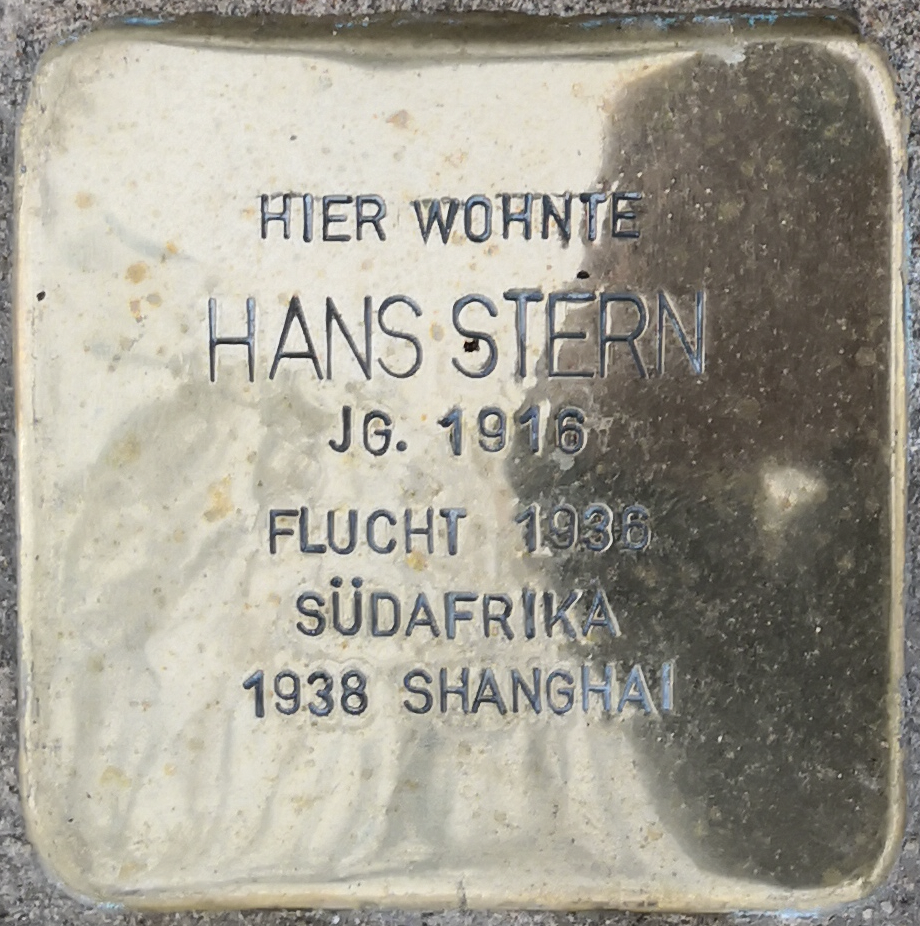 HIER WOHNTE
HANS STERN
JG. 1916
FLUCHT 1936
SÜDAFRIKA
1938 SHANGHAI